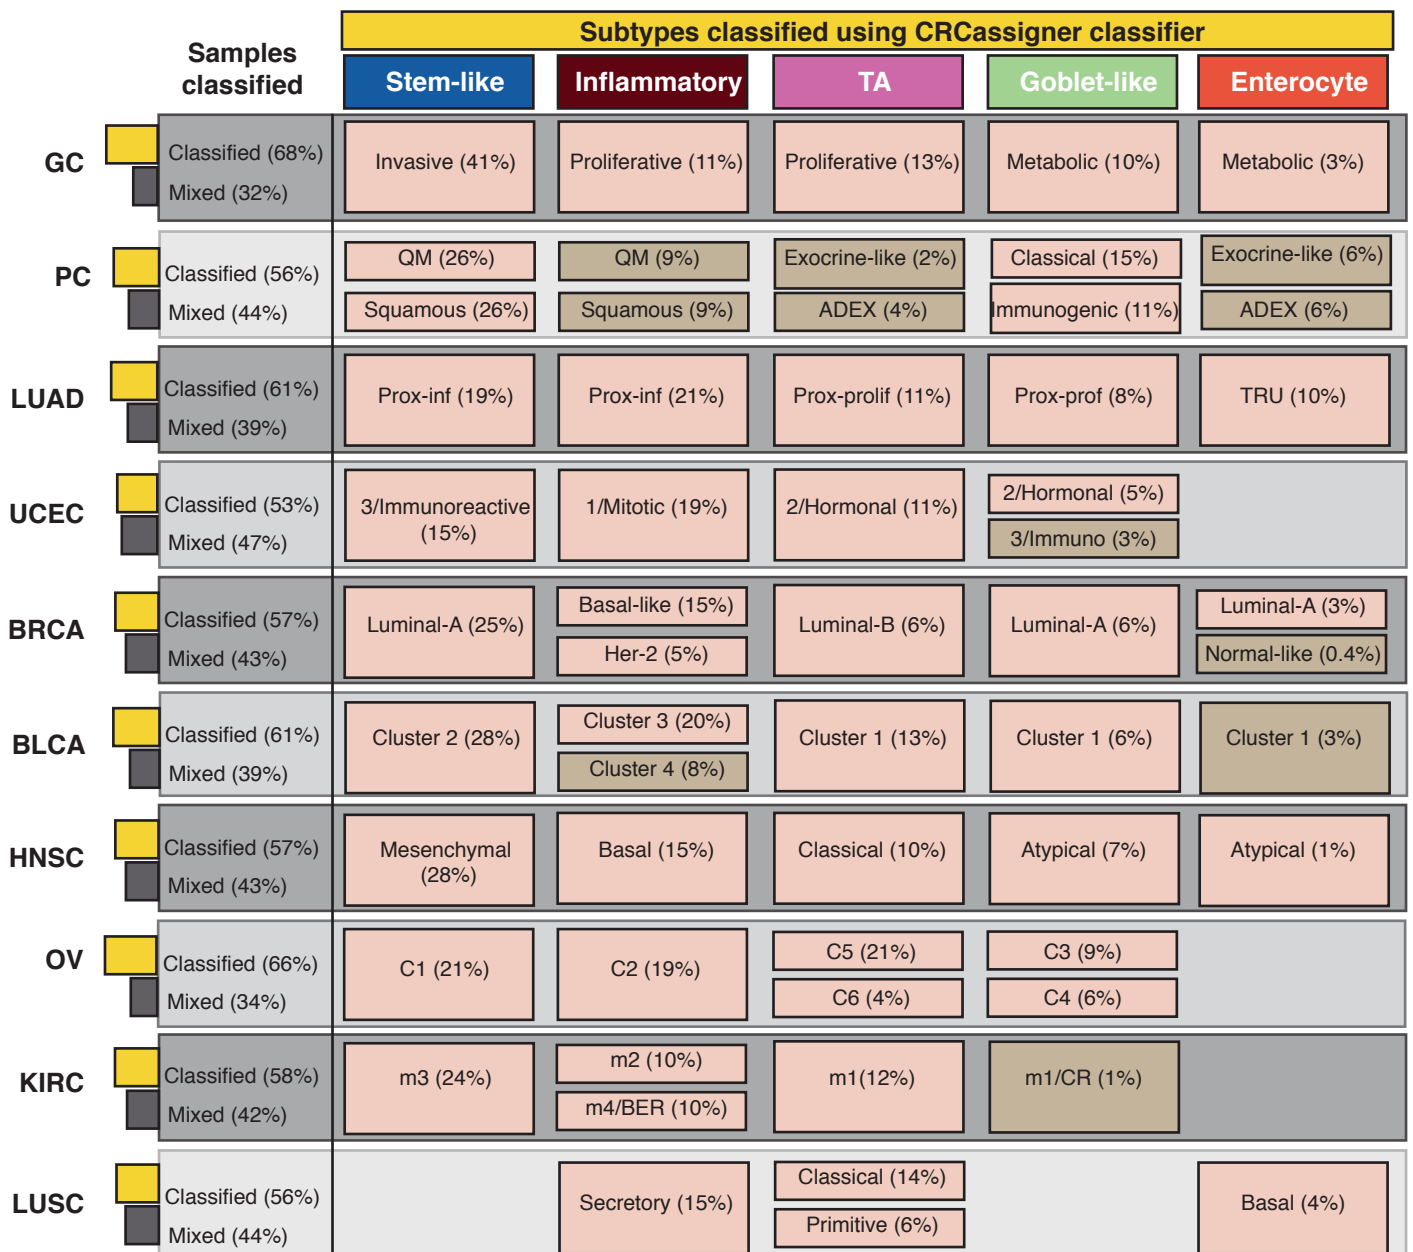 Subtypes classified using CRCassigner classifier
Samples
classified
Stem-like
Inflammatory
TA
Goblet-like
Enterocyte
GC
Classified (68%)
Mixed (32%)
Invasive (41%)
Proliferative (11%)
Proliferative (13%)
Metabolic (10%)
Metabolic (3%)
PC
Classified (56%)
Mixed (44%)
QM (26%)
Squamous (26%)
QM (9%)
Squamous (9%)
Exocrine-like (2%)
ADEX (4%)
Classical (15%)
Immunogenic (11%)
Exocrine-like (6%)
ADEX (6%)
LUAD
Classified (61%)
Mixed (39%)
Prox-inf (19%)
Prox-inf (21%)
Prox-prolif (11%)
Prox-prof (8%)
TRU (10%)
UCEC
Classified (53%)
Mixed (47%)
3/Immunoreactive
(15%)
1/Mitotic (19%)
2/Hormonal (11%)
2/Hormonal (5%)
3/Immuno (3%)
BRCA
Classified (57%)
Mixed (43%)
Luminal-A (25%)
Basal-like (15%)
Her-2 (5%)
Luminal-B (6%)
Luminal-A (6%)
Luminal-A (3%)
Normal-like (0.4%)
BLCA
Classified (61%)
Mixed (39%)
Cluster 2 (28%)
Cluster 3 (20%)
Cluster 4 (8%)
Cluster 1 (13%)
Cluster 1 (6%)
Cluster 1 (3%)
HNSC
Classified (57%)
Mixed (43%)
Mesenchymal
(28%)
Basal (15%)
Classical (10%)
Atypical (7%)
Atypical (1%)
OV
Classified (66%)
Mixed (34%)
C1 (21%)
C2 (19%)
C5 (21%)
C6 (4%)
C3 (9%)
C4 (6%)
KIRC
Classified (58%)
Mixed (42%)
m3 (24%)
m2 (10%)
m4/BER (10%)
m1(12%)
m1/CR (1%)
LUSC
Classified (56%)
Mixed (44%)
Secretory (15%)
Classical (14%)
Primitive (6%)
Basal (4%)